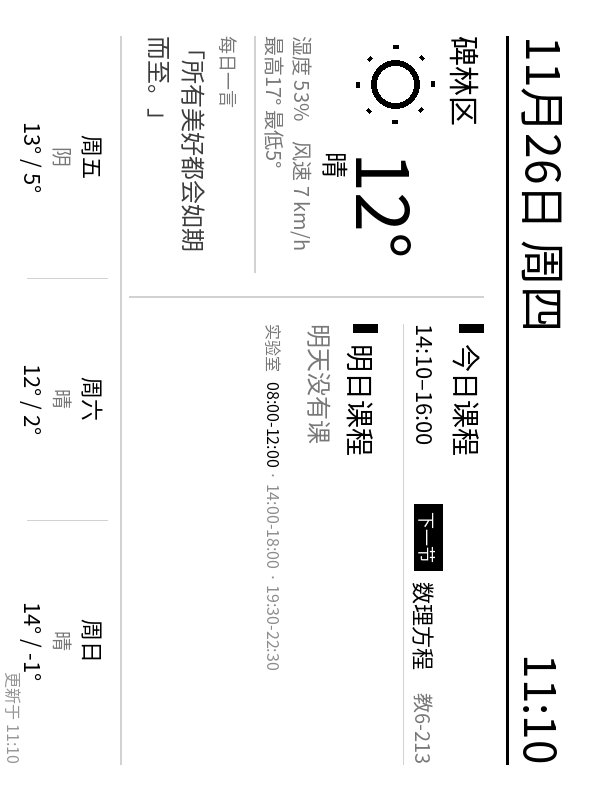 11月26日 周四
11:10
碑林区
12°
晴
湿度 53% 风速 7 km/h
最高17° 最低5°
每日一言
「所有美好都会如期
而至。」
今日课程
14:10–16:00 下一节 数理方程 教6-213
明日课程
明天没有课
实验室 08:00-12:00 · 14:00-18:00 · 19:30-22:30
周五
阴
13° / 5°
周六
晴
12° / 2°
周日
晴
14° / -1°
更新于 11:10